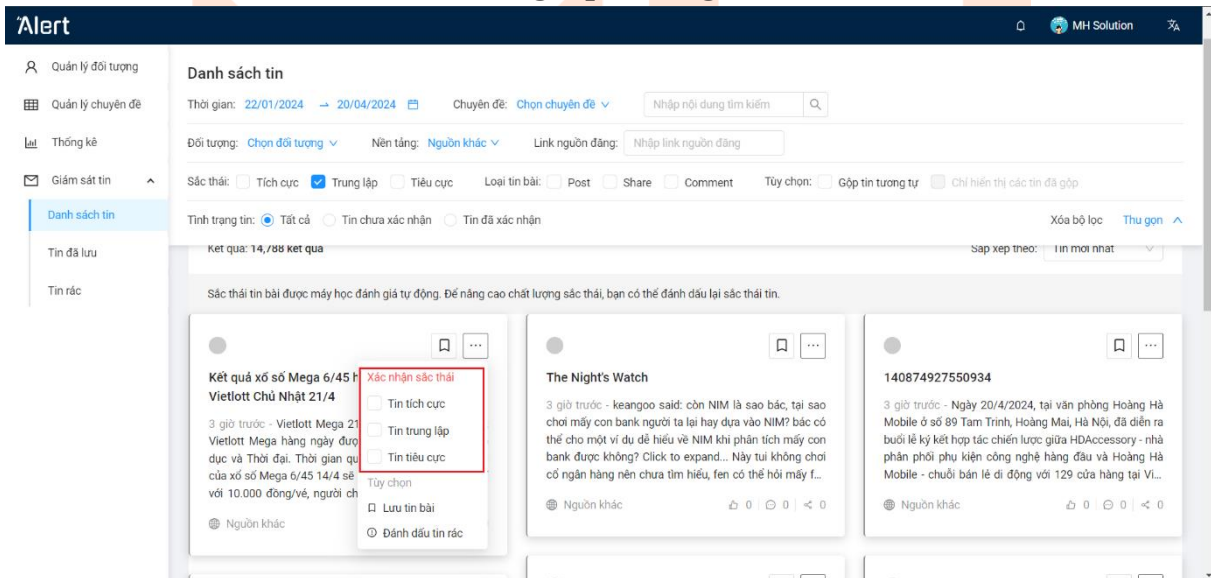 Alert
MH Solution
Quản lý đối tượng
Quản lý chuyên đề
Thống kê
Giám sát tin
Danh sách tin
Tin đã lưu
Tin rác
Danh sách tin
Thời gian: 22/01/2024 → 20/04/2024 Chuyên đề: Chọn chuyên đề Nhập nội dung tìm kiếm
Đối tượng: Chọn đối tượng Nền tảng: Nguồn khác Link nguồn đăng: Nhập link nguồn đăng
Sắc thái: Tích cực Trung lập Tiêu cực Loại tin bài: Post Share Comment Tùy chọn: Gộp tin tương tự Chỉ hiển thị các tin đã gộp
Tình trạng tin: Tất cả Tin chưa xác nhận Tin đã xác nhận Xóa bộ lọc Thu gọn
Kết quả: 14,788 kết quả Sắp xếp theo: Tin mới nhất
Sắc thái tin bài được máy học đánh giá tự động. Để nâng cao chất lượng sắc thái, bạn có thể đánh dấu lại sắc thái tin.
Kết quả xổ số Mega 6/45 h
Vietlott Chủ Nhật 21/4
3 giờ trước - Vietlott Mega 21
Vietlott Mega hàng ngày đượ
dục và Thời đại. Thời gian qu
của xổ số Mega 6/45 14/4 sẽ
với 10.000 đồng/vé, người ch
Nguồn khác
Xác nhận sắc thái
Tin tích cực
Tin trung lập
Tin tiêu cực
Tùy chọn
Lưu tin bài
Đánh dấu tin rác
The Night's Watch
3 giờ trước - keangoo said: còn NIM là sao bác, tại sao
chơi mấy con bank người ta lại hay dựa vào NIM? bác có
thể cho một ví dụ dễ hiểu về NIM khi phân tích mấy con
bank được không? Click to expand... Này tui không chơi
cổ ngân hàng nên chưa tìm hiểu, fen có thể hỏi mấy f...
Nguồn khác 0 0 0
140874927550934
3 giờ trước - Ngày 20/4/2024, tại văn phòng Hoàng Hà
Mobile ở số 89 Tam Trinh, Hoàng Mai, Hà Nội, đã diễn ra
buổi lễ ký kết hợp tác chiến lược giữa HDAccessory - nhà
phân phối phụ kiện công nghệ hàng đầu và Hoàng Hà
Mobile - chuỗi bán lẻ di động với 129 cửa hàng tại Vi...
Nguồn khác 0 0 0